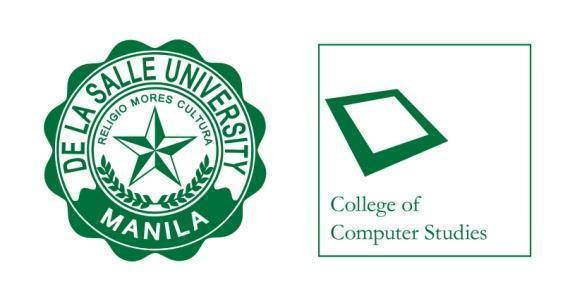 DE LA SALLE UNIVERSITY
RELIGIO MORES CULTURA
MANILA
College of
Computer Studies